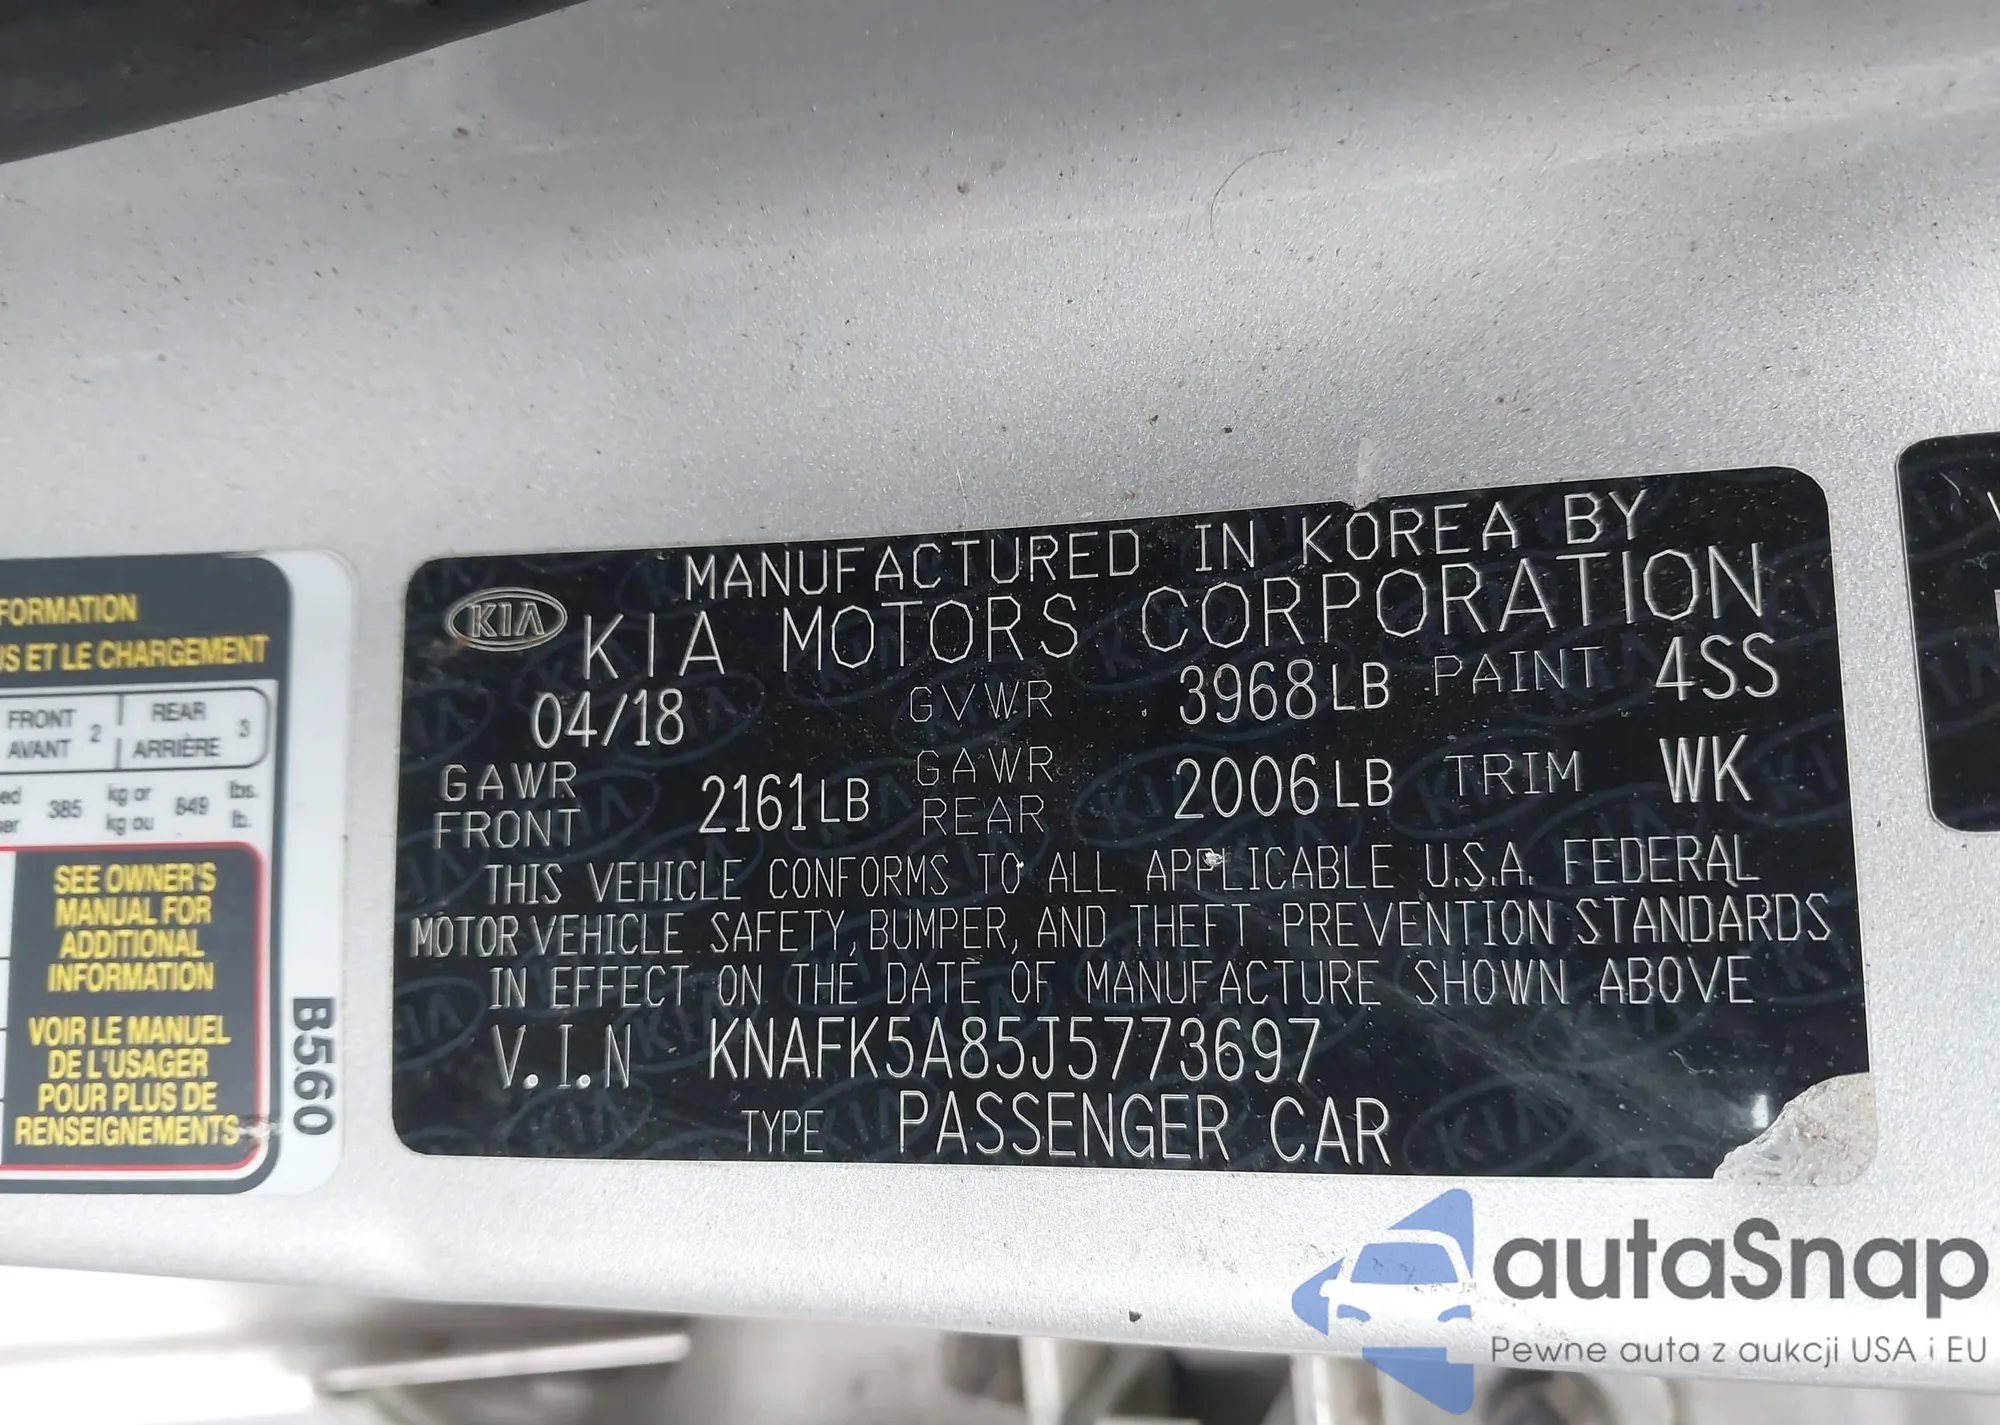 FORMATION
US ET LE CHARGEMENT
FRONT
AVANT 2
REAR
ARRIÈRE 3
385 kg or
kg ou 849 lbs.
lb.
SEE OWNER'S
MANUAL FOR
ADDITIONAL
INFORMATION
VOIR LE MANUEL
DE L'USAGER
POUR PLUS DE
RENSEIGNEMENTS
B560
MANUFACTURED IN KOREA BY
KIA KIA MOTORS CORPORATION
04/18 GVWR 3968LB PAINT 4SS
GAWR
FRONT 2161LB GAWR
REAR 2006LB TRIM WK
THIS VEHICLE CONFORMS TO ALL APPLICABLE U.S.A. FEDERAL
MOTOR VEHICLE SAFETY, BUMPER, AND THEFT PREVENTION STANDARDS
IN EFFECT ON THE DATE OF MANUFACTURE SHOWN ABOVE
V.I.N KNAFK5A85J5773697
TYPE PASSENGER CAR
autaSnap
Pewne auta z aukcji USA i EU